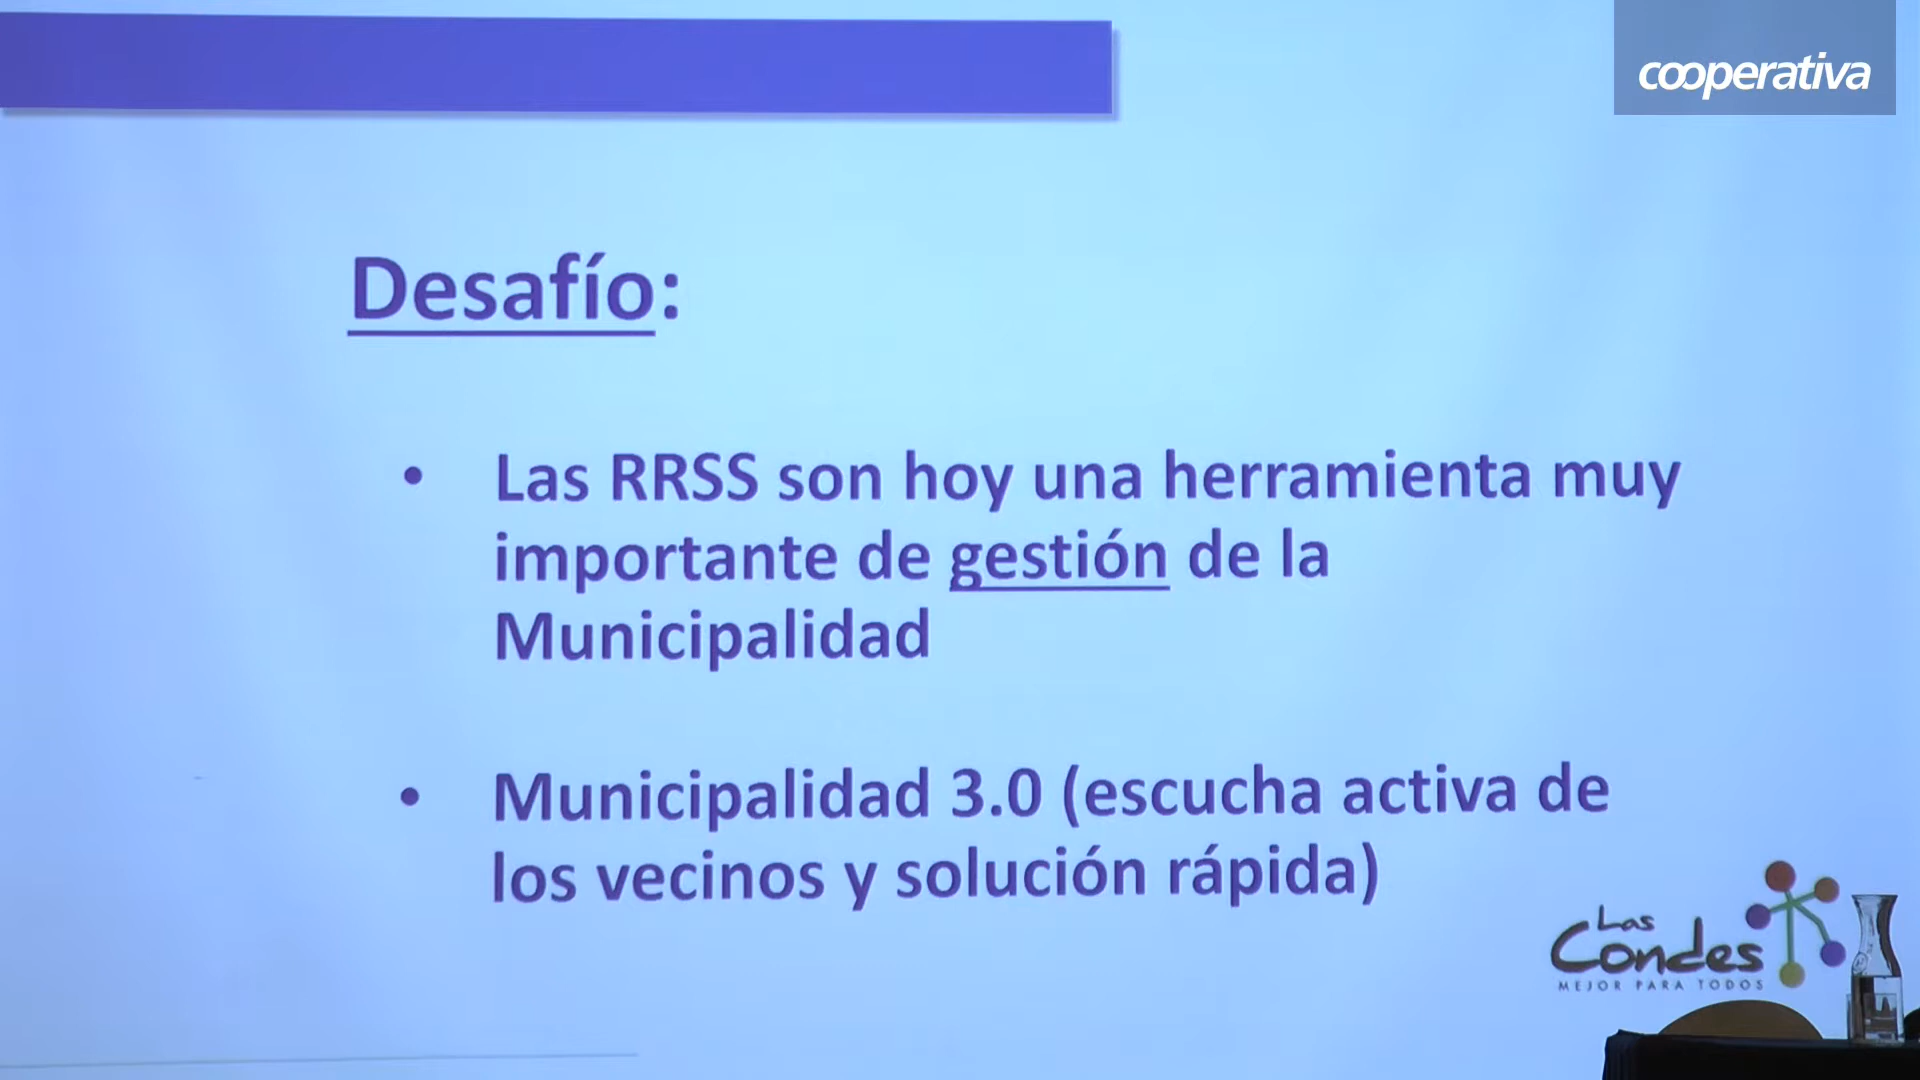 cooperativa
Desafío:
• Las RRSS son hoy una herramienta muy
importante de gestión de la
Municipalidad
• Municipalidad 3.0 (escucha activa de
los vecinos y solución rápida)
Las
Condes
MEJOR PARA TODOS